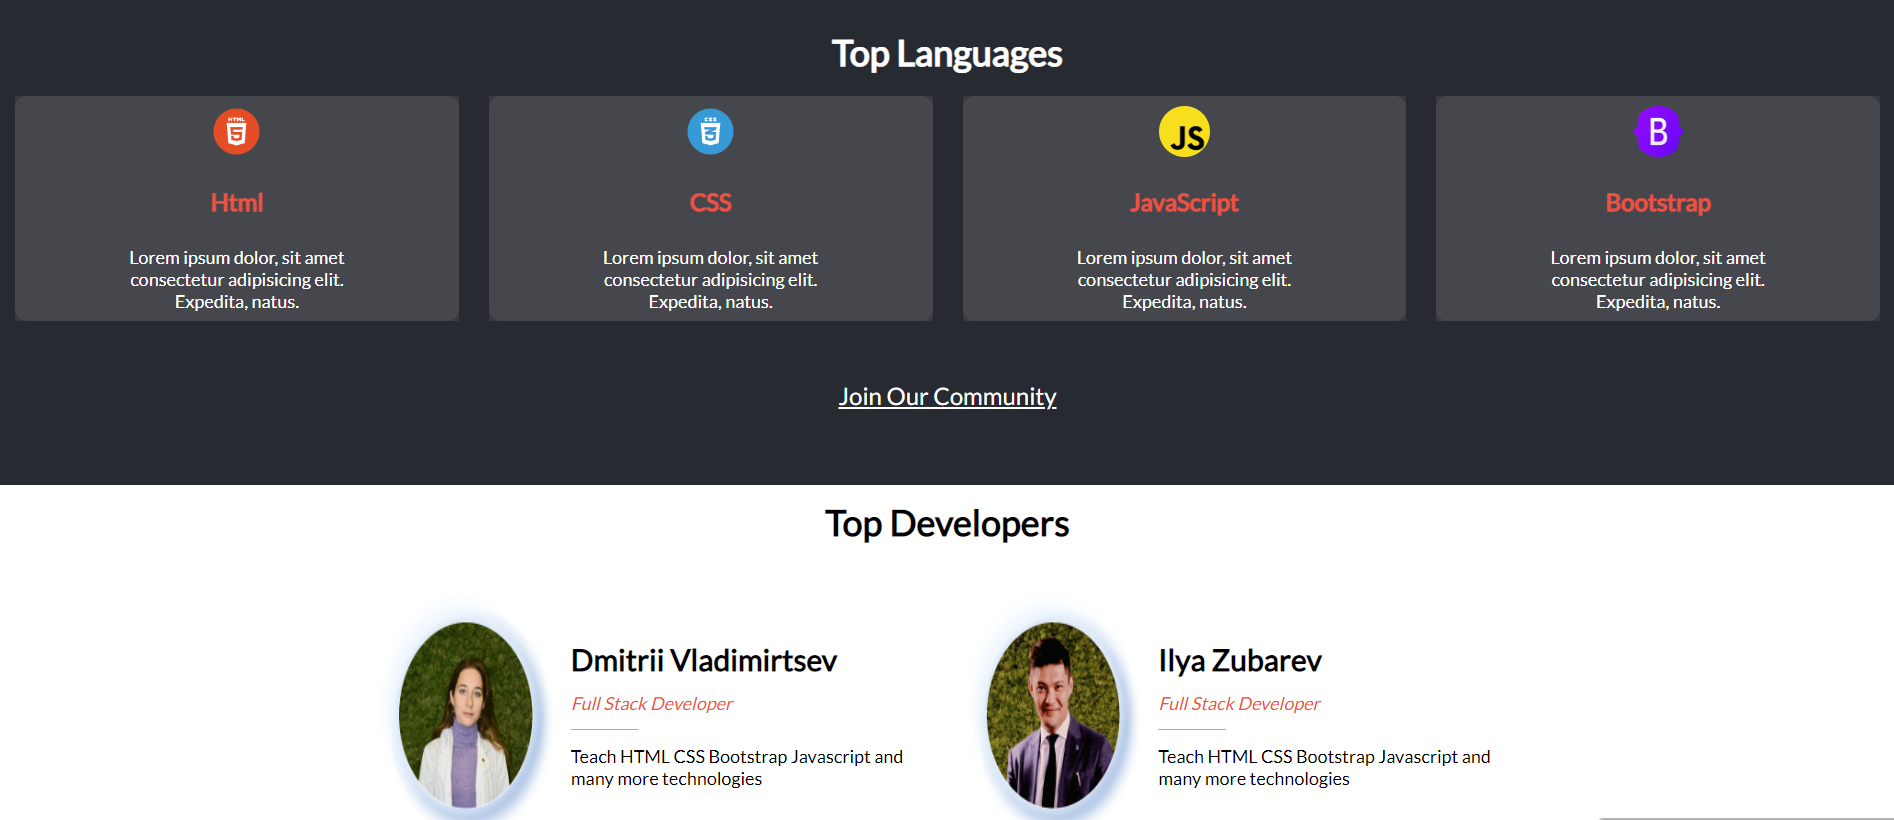 Top Languages
HTML
5
CSS
3
JS
B
Html
CSS
JavaScript
Bootstrap
Lorem ipsum dolor, sit amet
consectetur adipisicing elit.
Expedita, natus.
Lorem ipsum dolor, sit amet
consectetur adipisicing elit.
Expedita, natus.
Lorem ipsum dolor, sit amet
consectetur adipisicing elit.
Expedita, natus.
Lorem ipsum dolor, sit amet
consectetur adipisicing elit.
Expedita, natus.
Join Our Community
Top Developers
Dmitrii Vladimirtsev
Full Stack Developer
Teach HTML CSS Bootstrap Javascript and
many more technologies
Ilya Zubarev
Full Stack Developer
Teach HTML CSS Bootstrap Javascript and
many more technologies